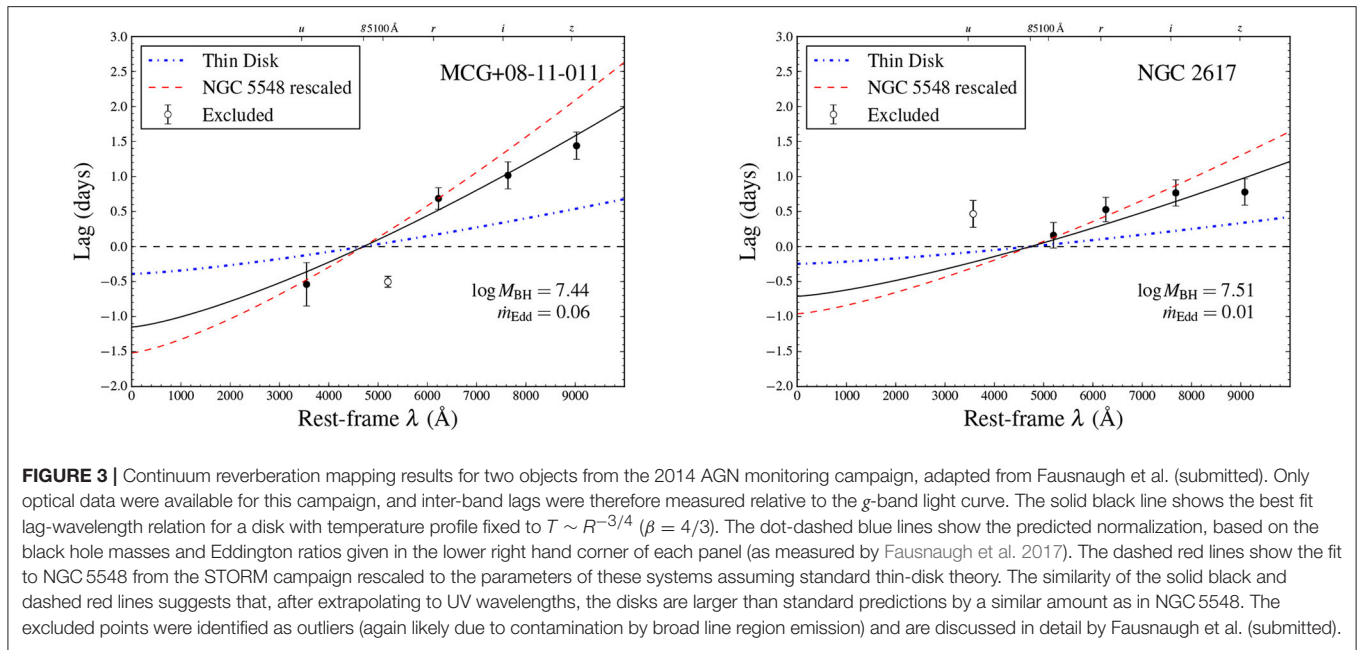 u g 5100 Å r i z
3.0
2.5
2.0
1.5
1.0
0.5
0.0
−0.5
−1.0
−1.5
−2.0
Lag (days)
Thin Disk
NGC 5548 rescaled
Excluded
MCG+08-11-011
log M_BH = 7.44
ṁ_Edd = 0.06
0 1000 2000 3000 4000 5000 6000 7000 8000 9000
Rest-frame λ (Å)
u g 5100 Å r i z
3.0
2.5
2.0
1.5
1.0
0.5
0.0
−0.5
−1.0
−1.5
−2.0
Lag (days)
Thin Disk
NGC 5548 rescaled
Excluded
NGC 2617
log M_BH = 7.51
ṁ_Edd = 0.01
0 1000 2000 3000 4000 5000 6000 7000 8000 9000
Rest-frame λ (Å)
FIGURE 3 | Continuum reverberation mapping results for two objects from the 2014 AGN monitoring campaign, adapted from Fausnaugh et al. (submitted). Only
optical data were available for this campaign, and inter-band lags were therefore measured relative to the g-band light curve. The solid black line shows the best fit
lag-wavelength relation for a disk with temperature profile fixed to T ∼ R^−3/4 (β = 4/3). The dot-dashed blue lines show the predicted normalization, based on the
black hole masses and Eddington ratios given in the lower right hand corner of each panel (as measured by Fausnaugh et al. 2017). The dashed red lines show the fit
to NGC 5548 from the STORM campaign rescaled to the parameters of these systems assuming standard thin-disk theory. The similarity of the solid black and
dashed red lines suggests that, after extrapolating to UV wavelengths, the disks are larger than standard predictions by a similar amount as in NGC 5548. The
excluded points were identified as outliers (again likely due to contamination by broad line region emission) and are discussed in detail by Fausnaugh et al. (submitted).